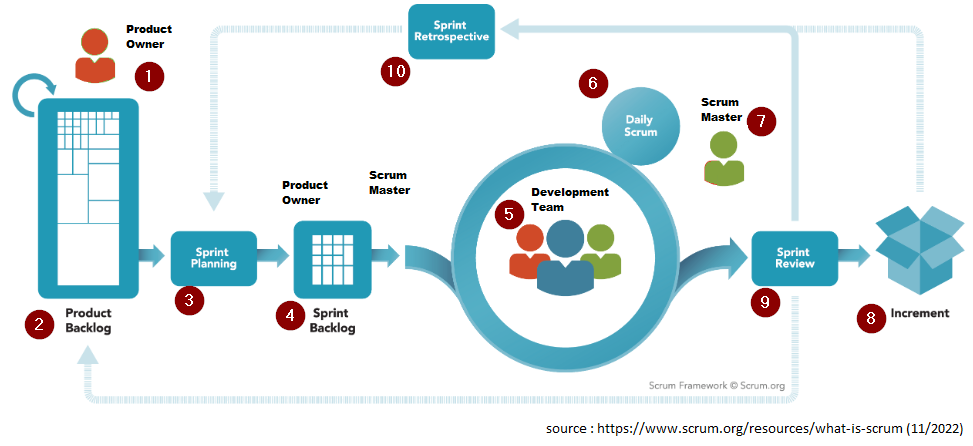 Product
Owner
1
Sprint
Retrospective
10
6
Daily
Scrum
Scrum
Master
7
Product
Owner
Scrum
Master
5
Development
Team
Sprint
Planning
3
4
Sprint
Backlog
2
Product
Backlog
Sprint
Review
9
8
Increment
Scrum Framework © Scrum.org
source : https://www.scrum.org/resources/what-is-scrum (11/2022)